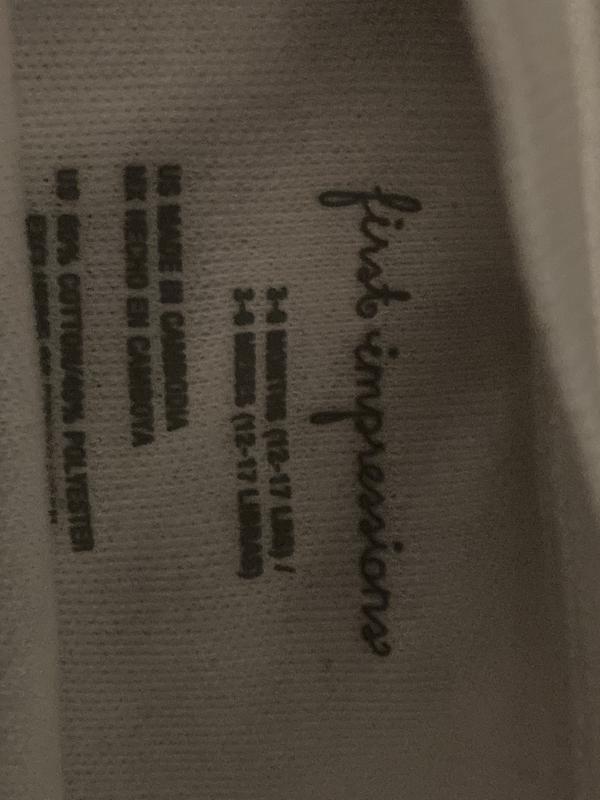 first impressions
3-6 MONTHS (12-17 LBS) /
3-6 MESES (12-17 LIBRAS)
US MADE IN CAMBODIA
MX HECHO EN CAMBOYA
US 60% COTTON/40% POLYESTER